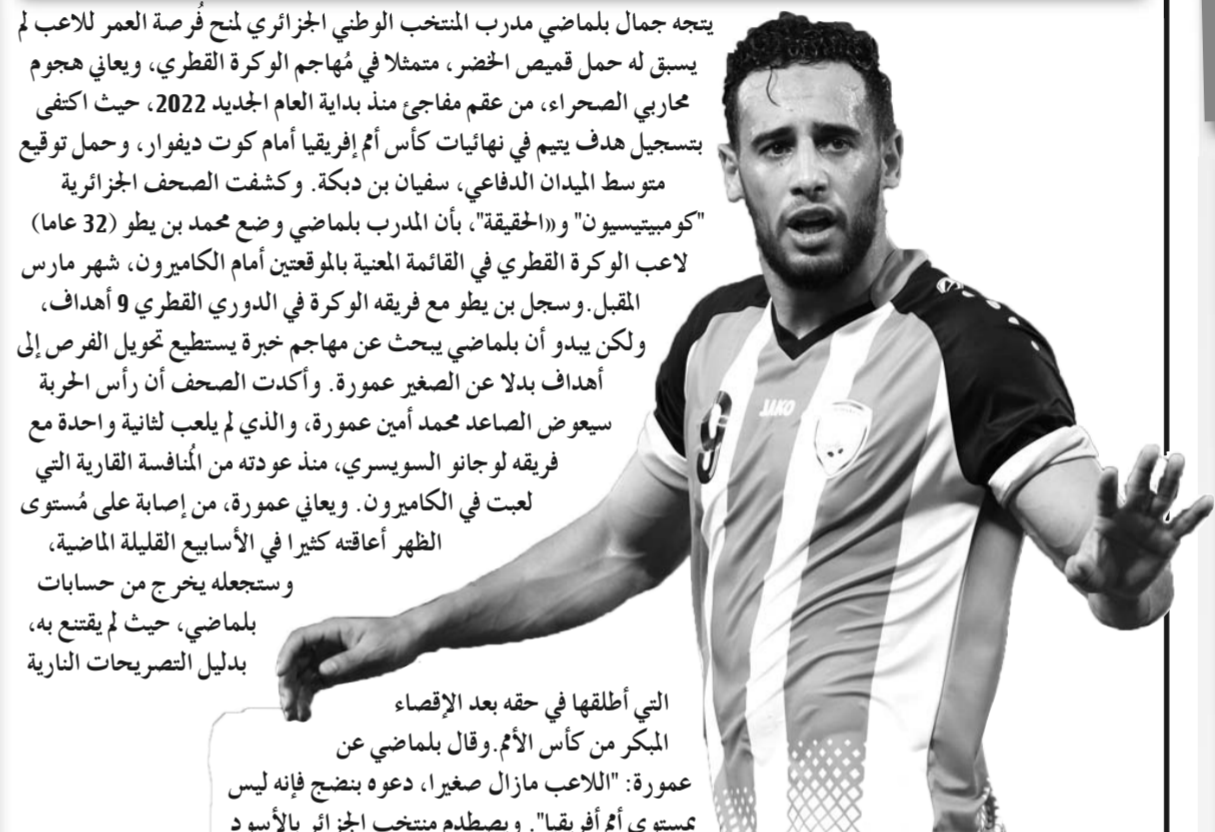 يتجه جمال بلماضي مدرب المنتخب الوطني الجزائري لمنح فُرصة العمر للاعب لم
يسبق له حمل قميص الخضر، متمثلا في مُهاجم الوكرة القطري، ويعاني هجوم
محاربي الصحراء، من عقم مفاجئ منذ بداية العام الجديد 2022، حيث اكتفى
بتسجيل هدف يتيم في نهائيات كأس أمم إفريقيا أمام كوت ديفوار، وحمل توقيع
متوسط الميدان الدفاعي، سفيان بن دبكة. وكشفت الصحف الجزائرية
"كومبيتيسيون" و«الحقيقة"، بأن المدرب بلماضي وضع محمد بن يطو (32 عاما)
لاعب الوكرة القطري في القائمة المعنية بالموقعتين أمام الكاميرون، شهر مارس
المقبل.وسجل بن يطو مع فريقه الوكرة في الدوري القطري 9 أهداف،
ولكن يبدو أن بلماضي يبحث عن مهاجم خبرة يستطيع تحويل الفرص إلى
أهداف بدلا عن الصغير عمورة. وأكدت الصحف أن رأس الحربة
سيعوض الصاعد محمد أمين عمورة، والذي لم يلعب لثانية واحدة مع
فريقه لوجانو السويسري، منذ عودته من المُنافسة القارية التي
لعبت في الكاميرون. ويعاني عمورة، من إصابة على مُستوى
الظهر أعاقته كثيرا في الأسابيع القليلة الماضية،
وستجعله يخرج من حسابات
بلماضي، حيث لم يقتنع به،
بدليل التصريحات النارية
التي أطلقها في حقه بعد الإقصاء
المبكر من كأس الأمم.وقال بلماضي عن
عمورة: "اللاعب مازال صغيرا، دعوه ينضج فإنه ليس
بمستوى أمم أفريقيا". ويصطدم منتخب الجزائر بالأسود
JAKO
9